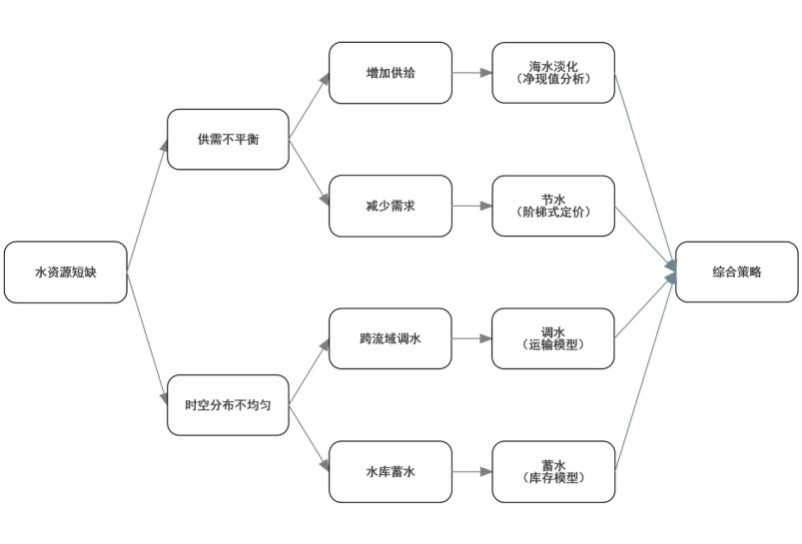 增加供给
海水淡化
（净现值分析）
供需不平衡
减少需求
节水
（阶梯式定价）
水资源短缺
综合策略
跨流域调水
调水
（运输模型）
时空分布不均匀
水库蓄水
蓄水
（库存模型）